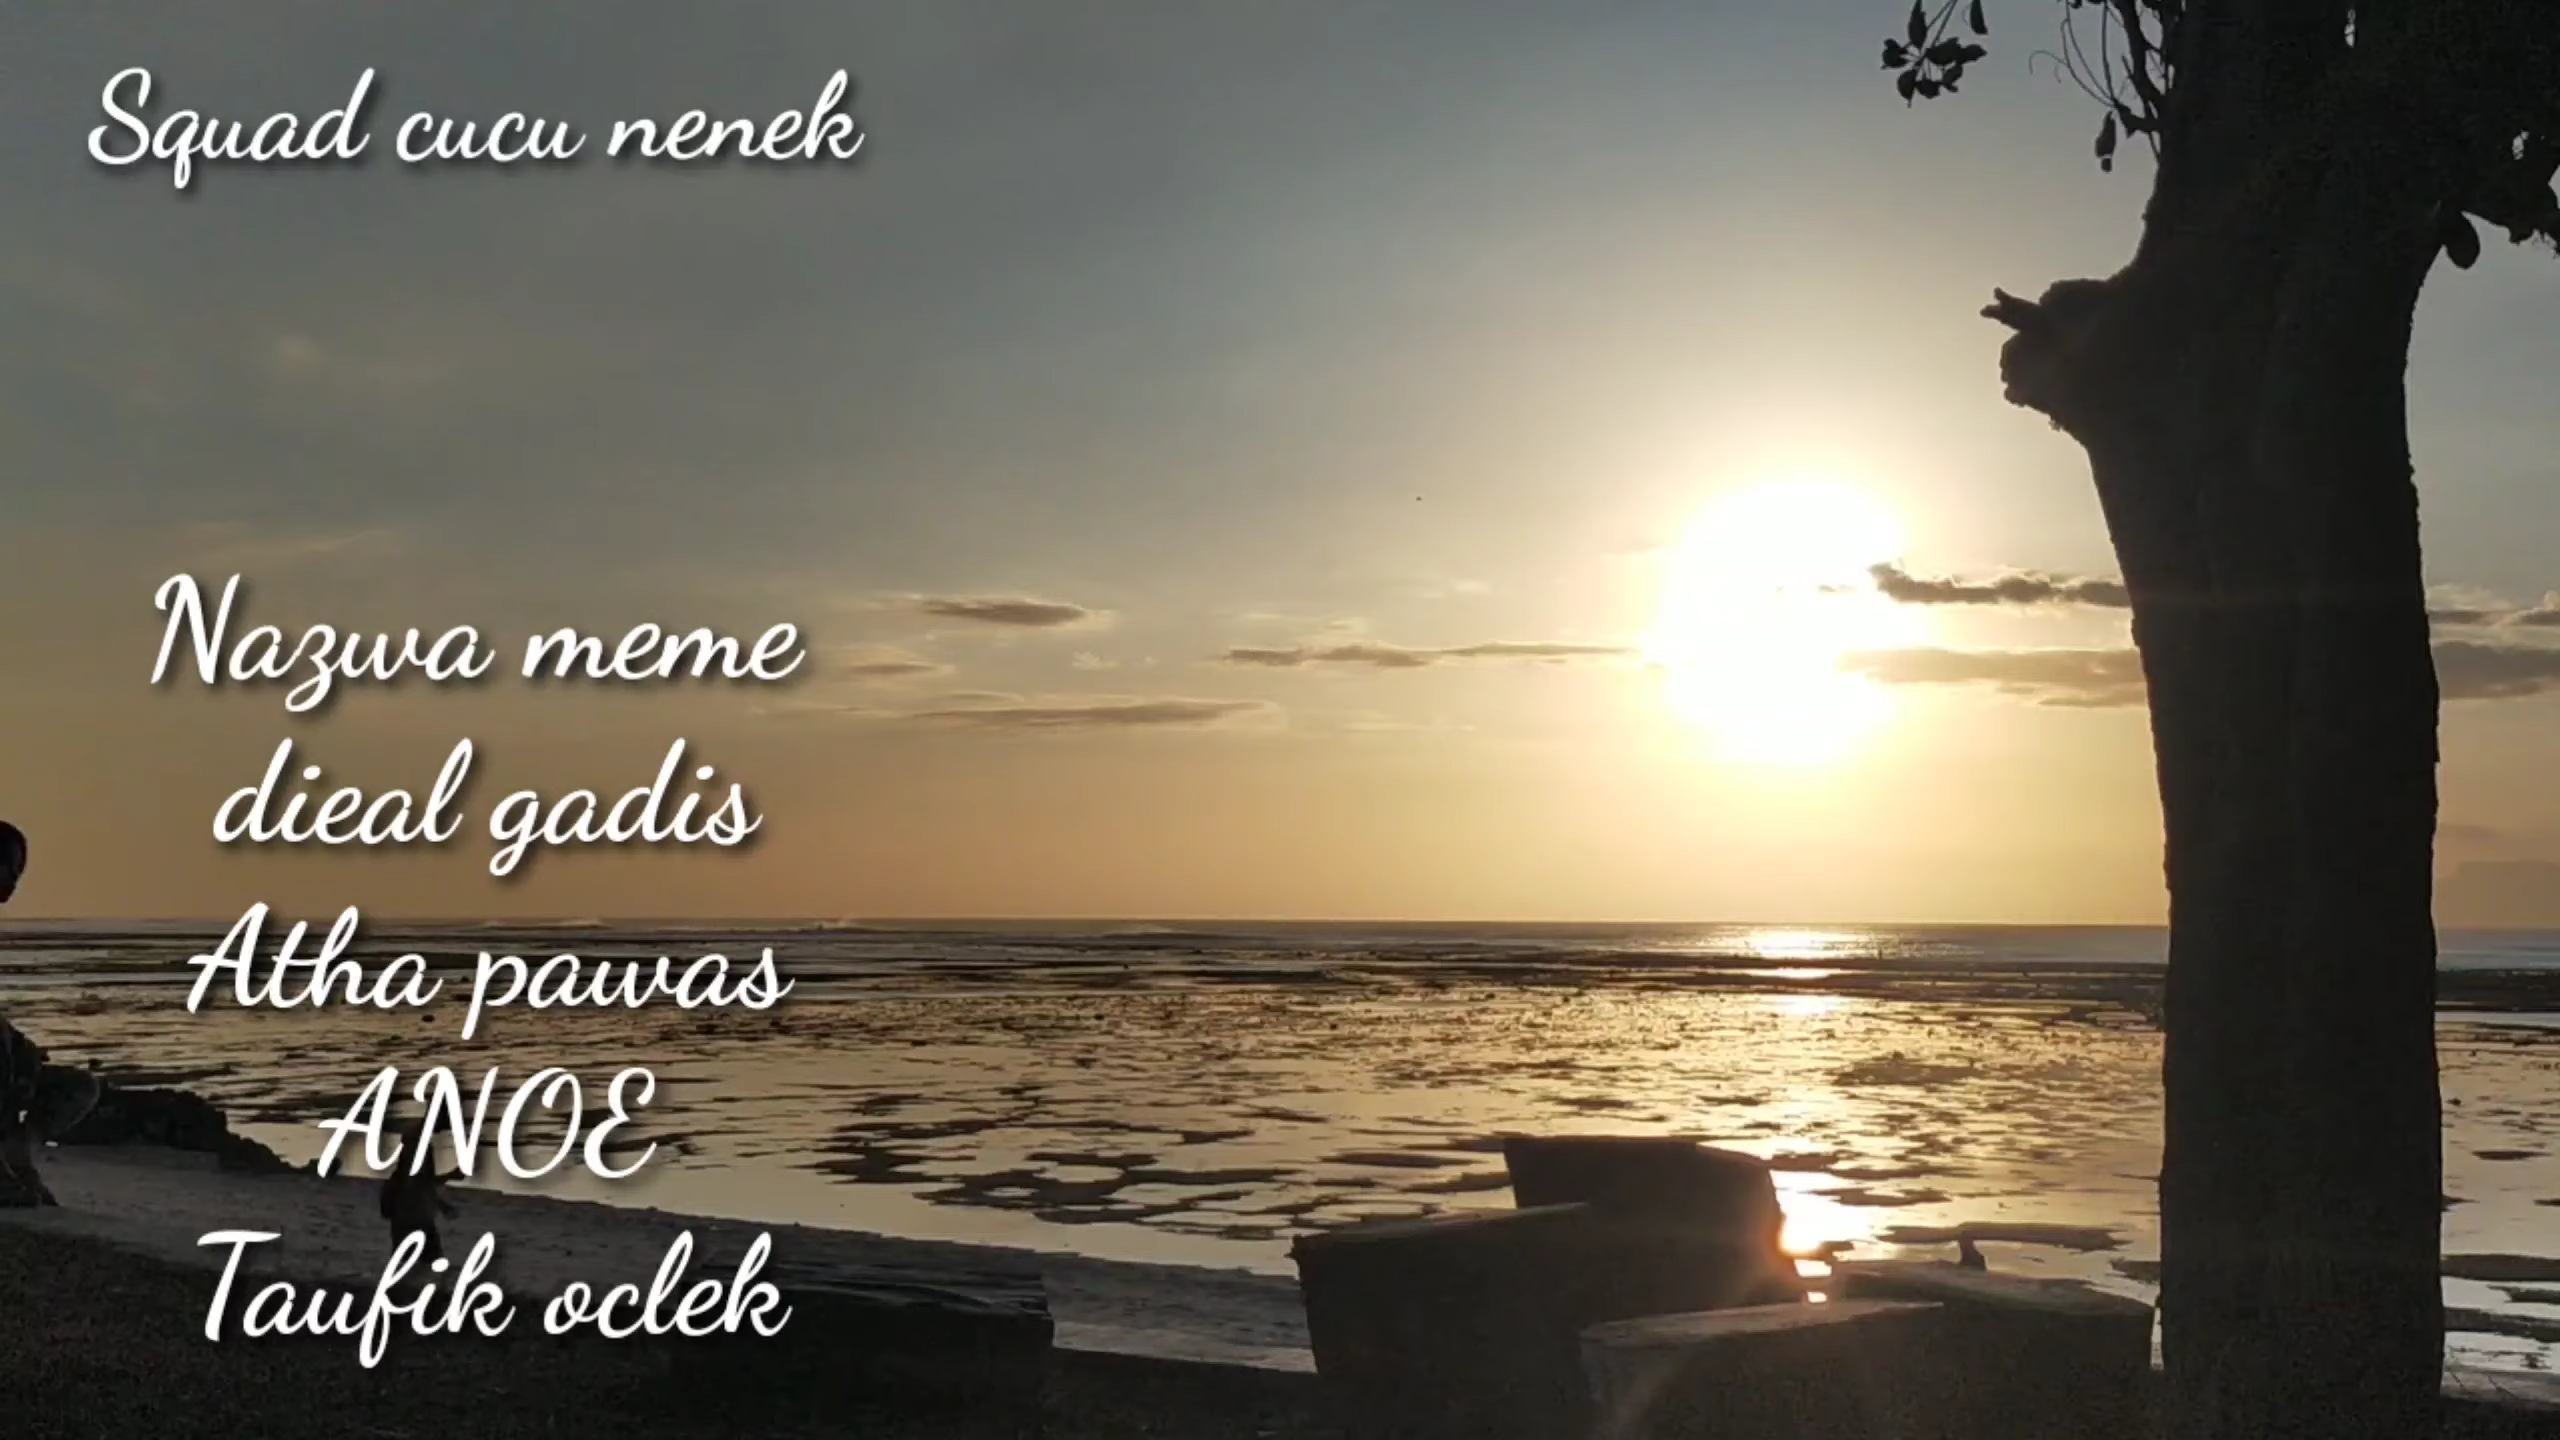 Squad cucu nenek
Nazwa meme
dieal gadis
Atha pawas
ANOE
Taufik oclek